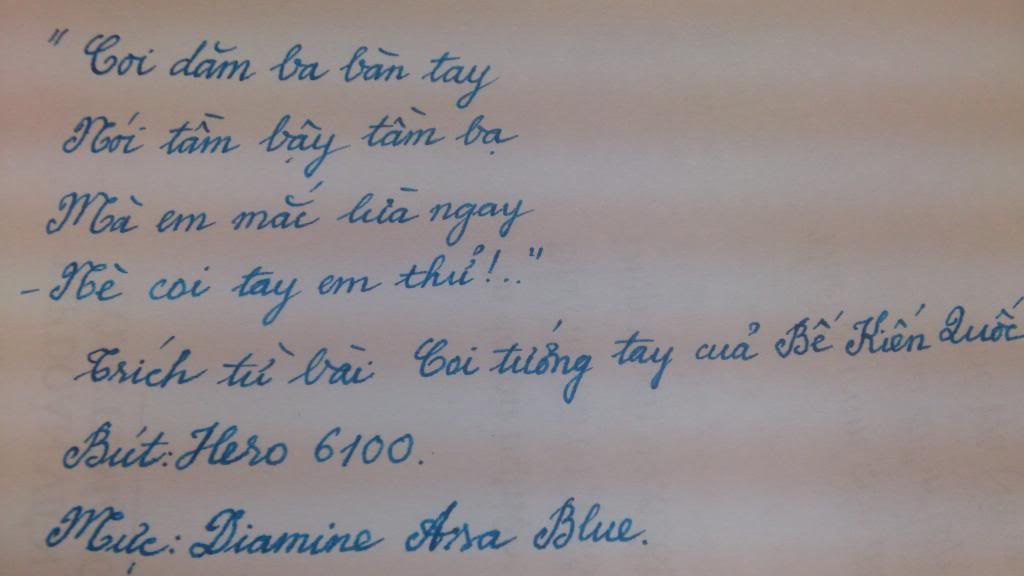 "Coi dăm ba bàn tay
Nói tầm bậy tầm bạ
Mà em mắc lừa ngay
- Nè coi tay em thử!.."
Trích từ bài Coi tướng tay cuả Bế Kiến Quốc
Bút: Hero 6100.
Mực: Diamine Asa Blue.